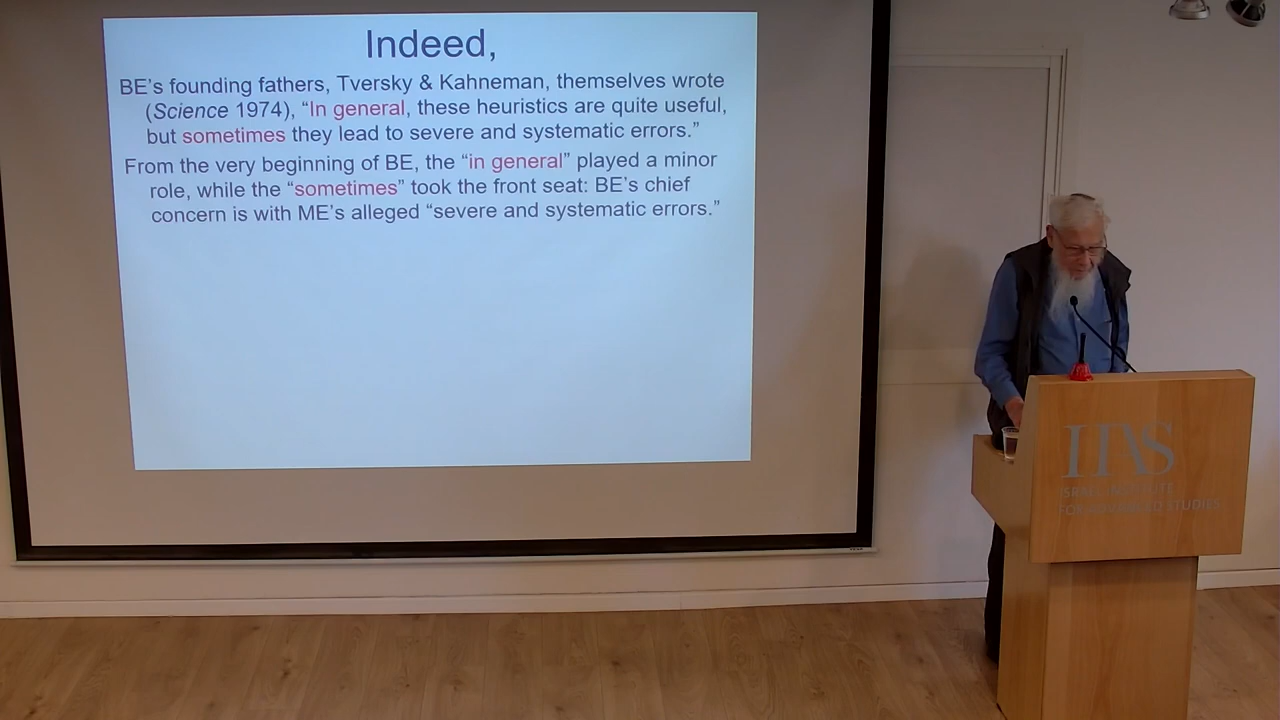 Indeed,
BE's founding fathers, Tversky & Kahneman, themselves wrote
(Science 1974), “In general, these heuristics are quite useful,
but sometimes they lead to severe and systematic errors.”
From the very beginning of BE, the “in general” played a minor
role, while the “sometimes” took the front seat: BE's chief
concern is with ME's alleged “severe and systematic errors.”
IIAS
ISRAEL INSTITUTE
FOR ADVANCED STUDIES